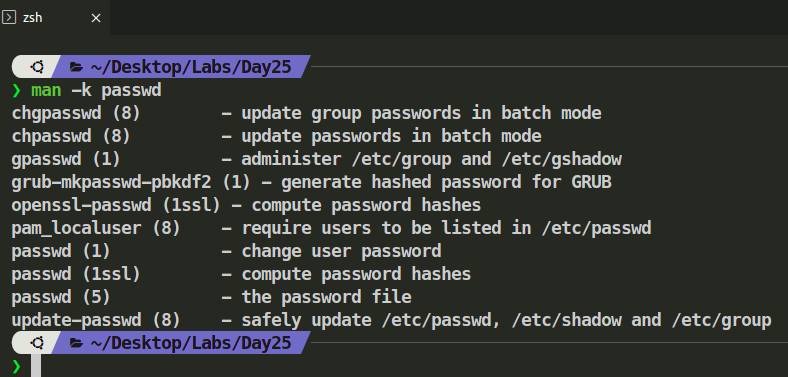 zsh ×
~/Desktop/Labs/Day25
❯ man -k passwd
chgpasswd (8) - update group passwords in batch mode
chpasswd (8) - update passwords in batch mode
gpasswd (1) - administer /etc/group and /etc/gshadow
grub-mkpasswd-pbkdf2 (1) - generate hashed password for GRUB
openssl-passwd (1ssl) - compute password hashes
pam_localuser (8) - require users to be listed in /etc/passwd
passwd (1) - change user password
passwd (1ssl) - compute password hashes
passwd (5) - the password file
update-passwd (8) - safely update /etc/passwd, /etc/shadow and /etc/group
~/Desktop/Labs/Day25
❯